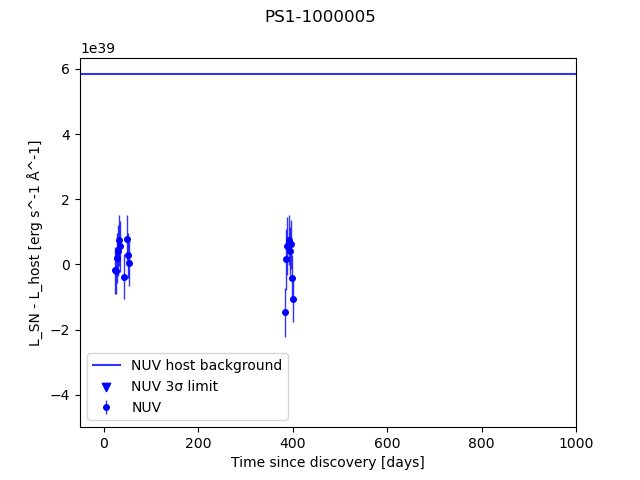 PS1-1000005
1e39
6
4
2
0
−2
−4
L_SN - L_host [erg s^-1 Å^-1]
NUV host background
NUV 3σ limit
NUV
0 200 400 600 800 1000
Time since discovery [days]